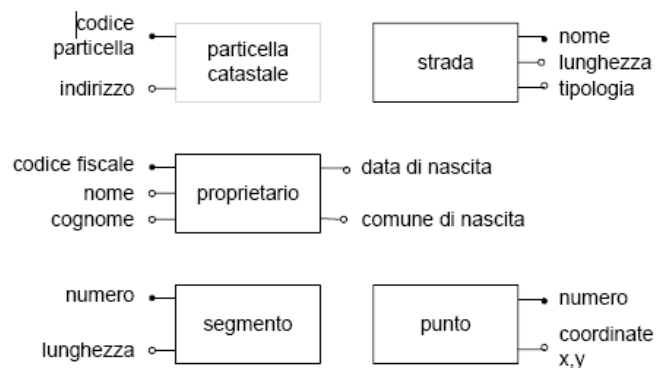 codice
particella
indirizzo
particella
catastale
strada
nome
lunghezza
tipologia
codice fiscale
nome
cognome
proprietario
data di nascita
comune di nascita
numero
lunghezza
segmento
punto
numero
coordinate
x,y